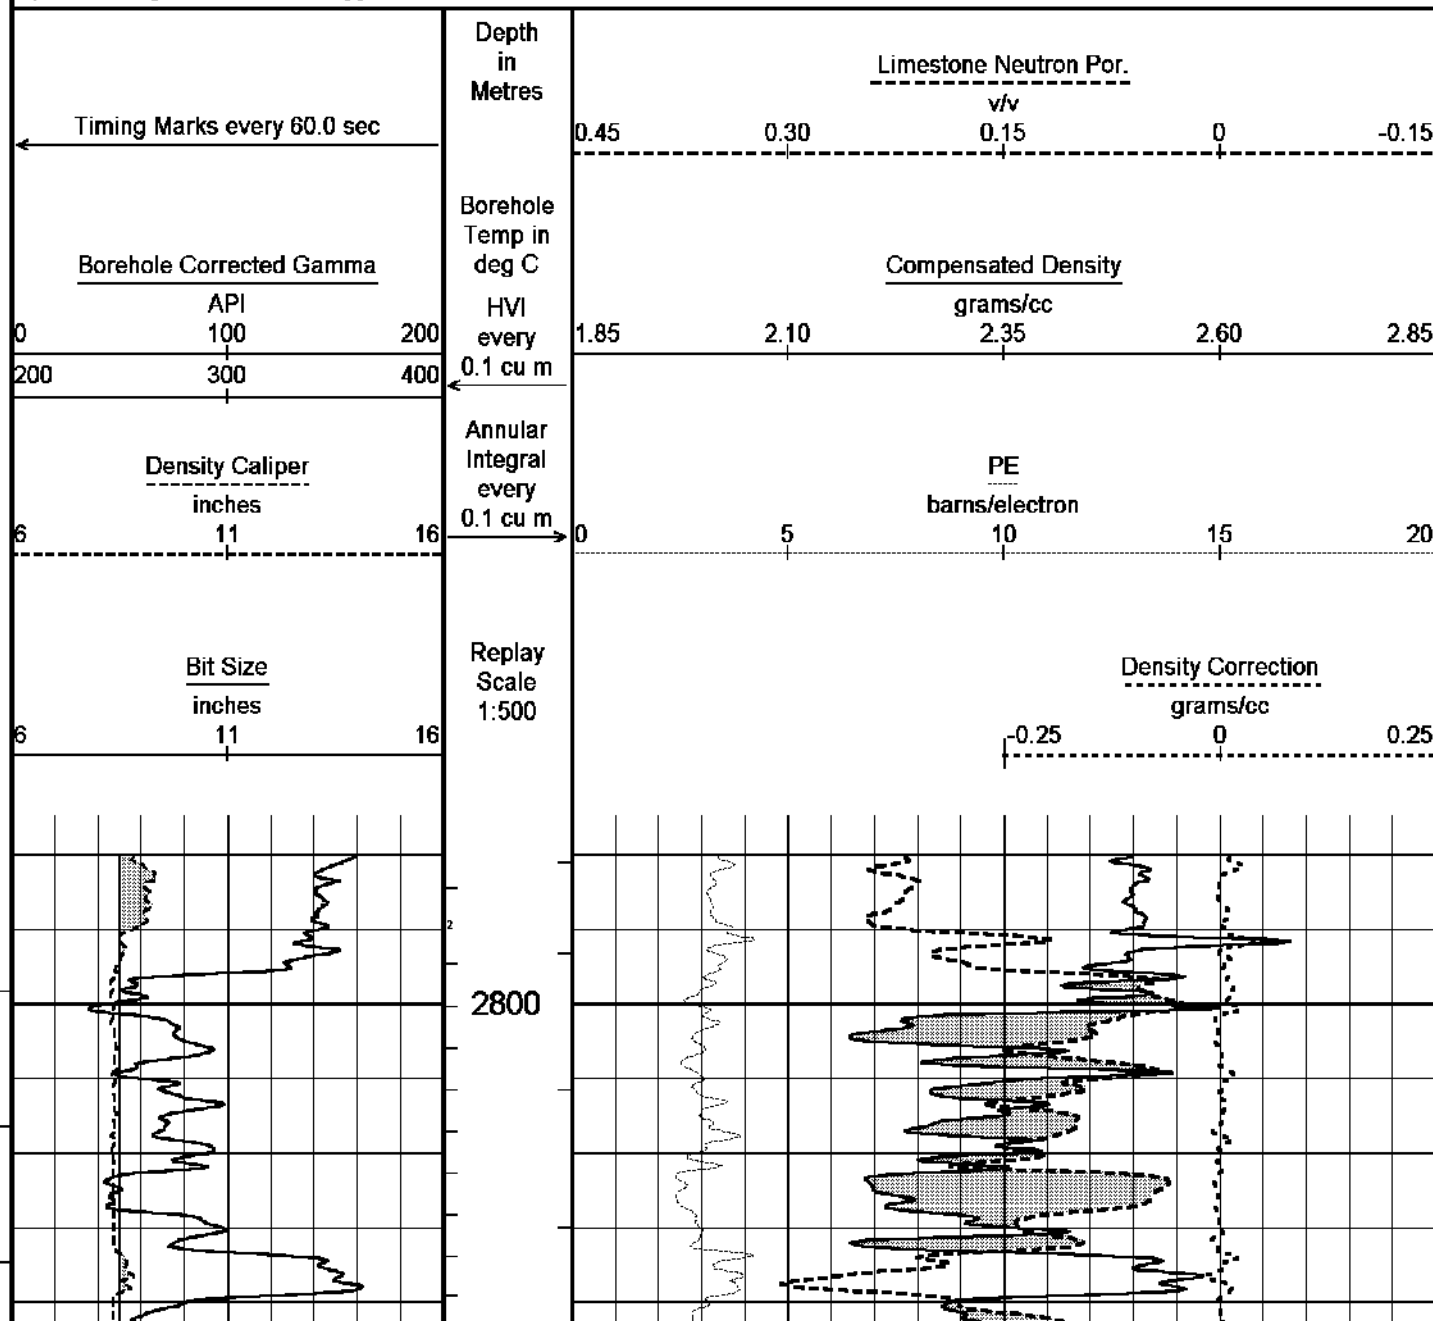 Depth
in
Metres
Limestone Neutron Por.
v/v
0.45 0.30 0.15 0 -0.15
Timing Marks every 60.0 sec
Borehole
Temp in
deg C
Borehole Corrected Gamma
API
0 100 200
200 300 400
HVI
every
0.1 cu m
Compensated Density
grams/cc
1.85 2.10 2.35 2.60 2.85
Annular
Integral
every
0.1 cu m
Density Caliper
inches
6 11 16
PE
barns/electron
0 5 10 15 20
Bit Size
inches
6 11 16
Replay
Scale
1:500
Density Correction
grams/cc
-0.25 0 0.25
2
2800